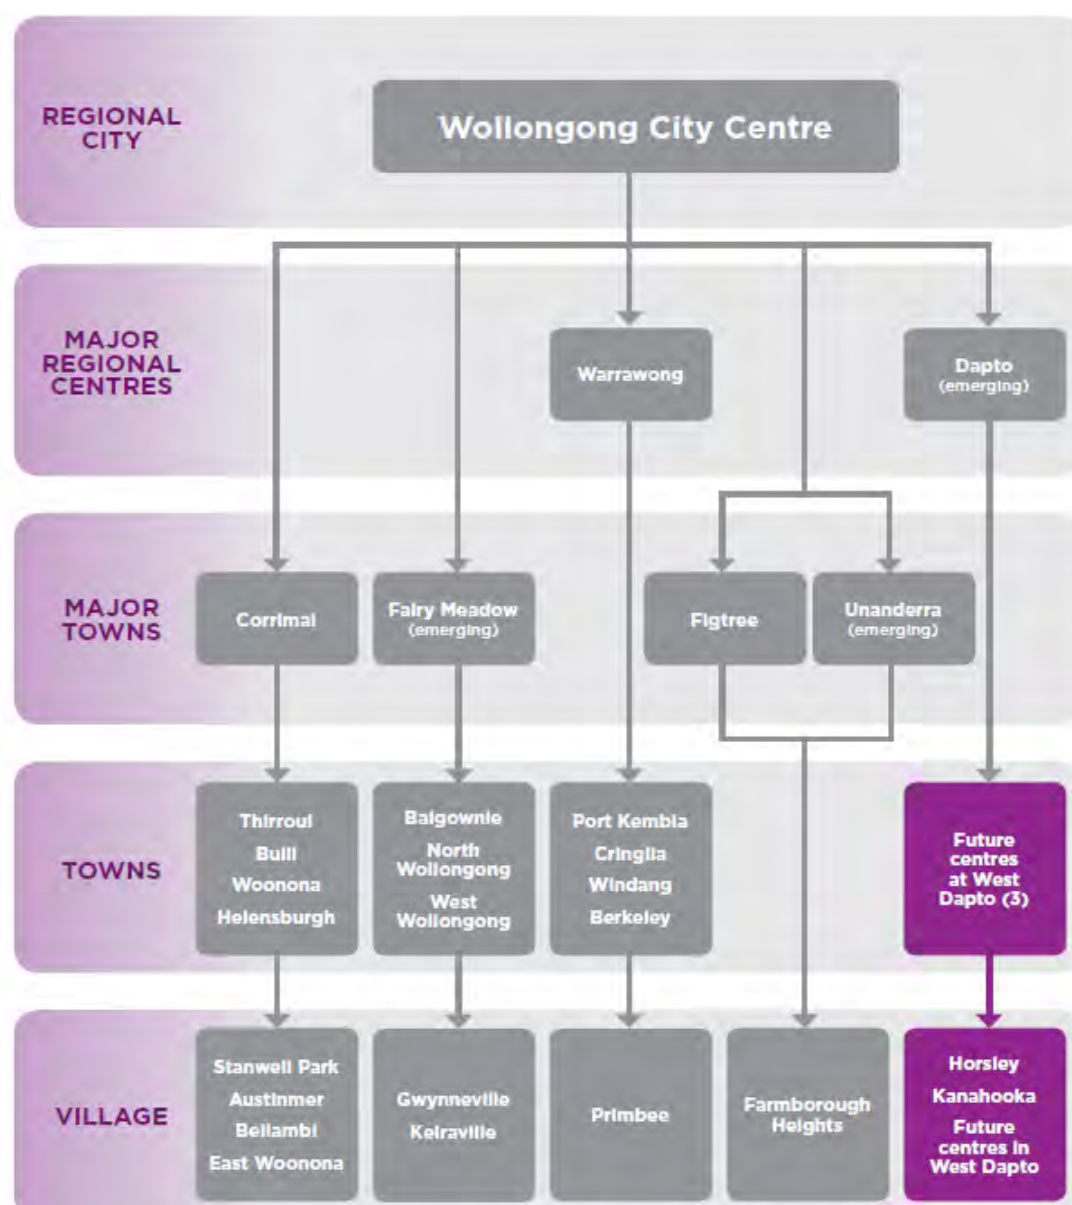 REGIONAL
CITY
Wollongong City Centre
MAJOR
REGIONAL
CENTRES
Warrawong
Dapto
(emerging)
MAJOR
TOWNS
Corrimal
Fairy Meadow
(emerging)
Figtree
Unanderra
(emerging)
TOWNS
Thirroul
Bulli
Woonona
Helensburgh
Balgownie
North
Wollongong
West
Wollongong
Port Kembla
Cringila
Windang
Berkeley
Future
centres
at West
Dapto (3)
VILLAGE
Stanwell Park
Austinmer
Bellambi
East Woonona
Gwynneville
Keiraville
Primbee
Farmborough
Heights
Horsley
Kanahooka
Future
centres in
West Dapto